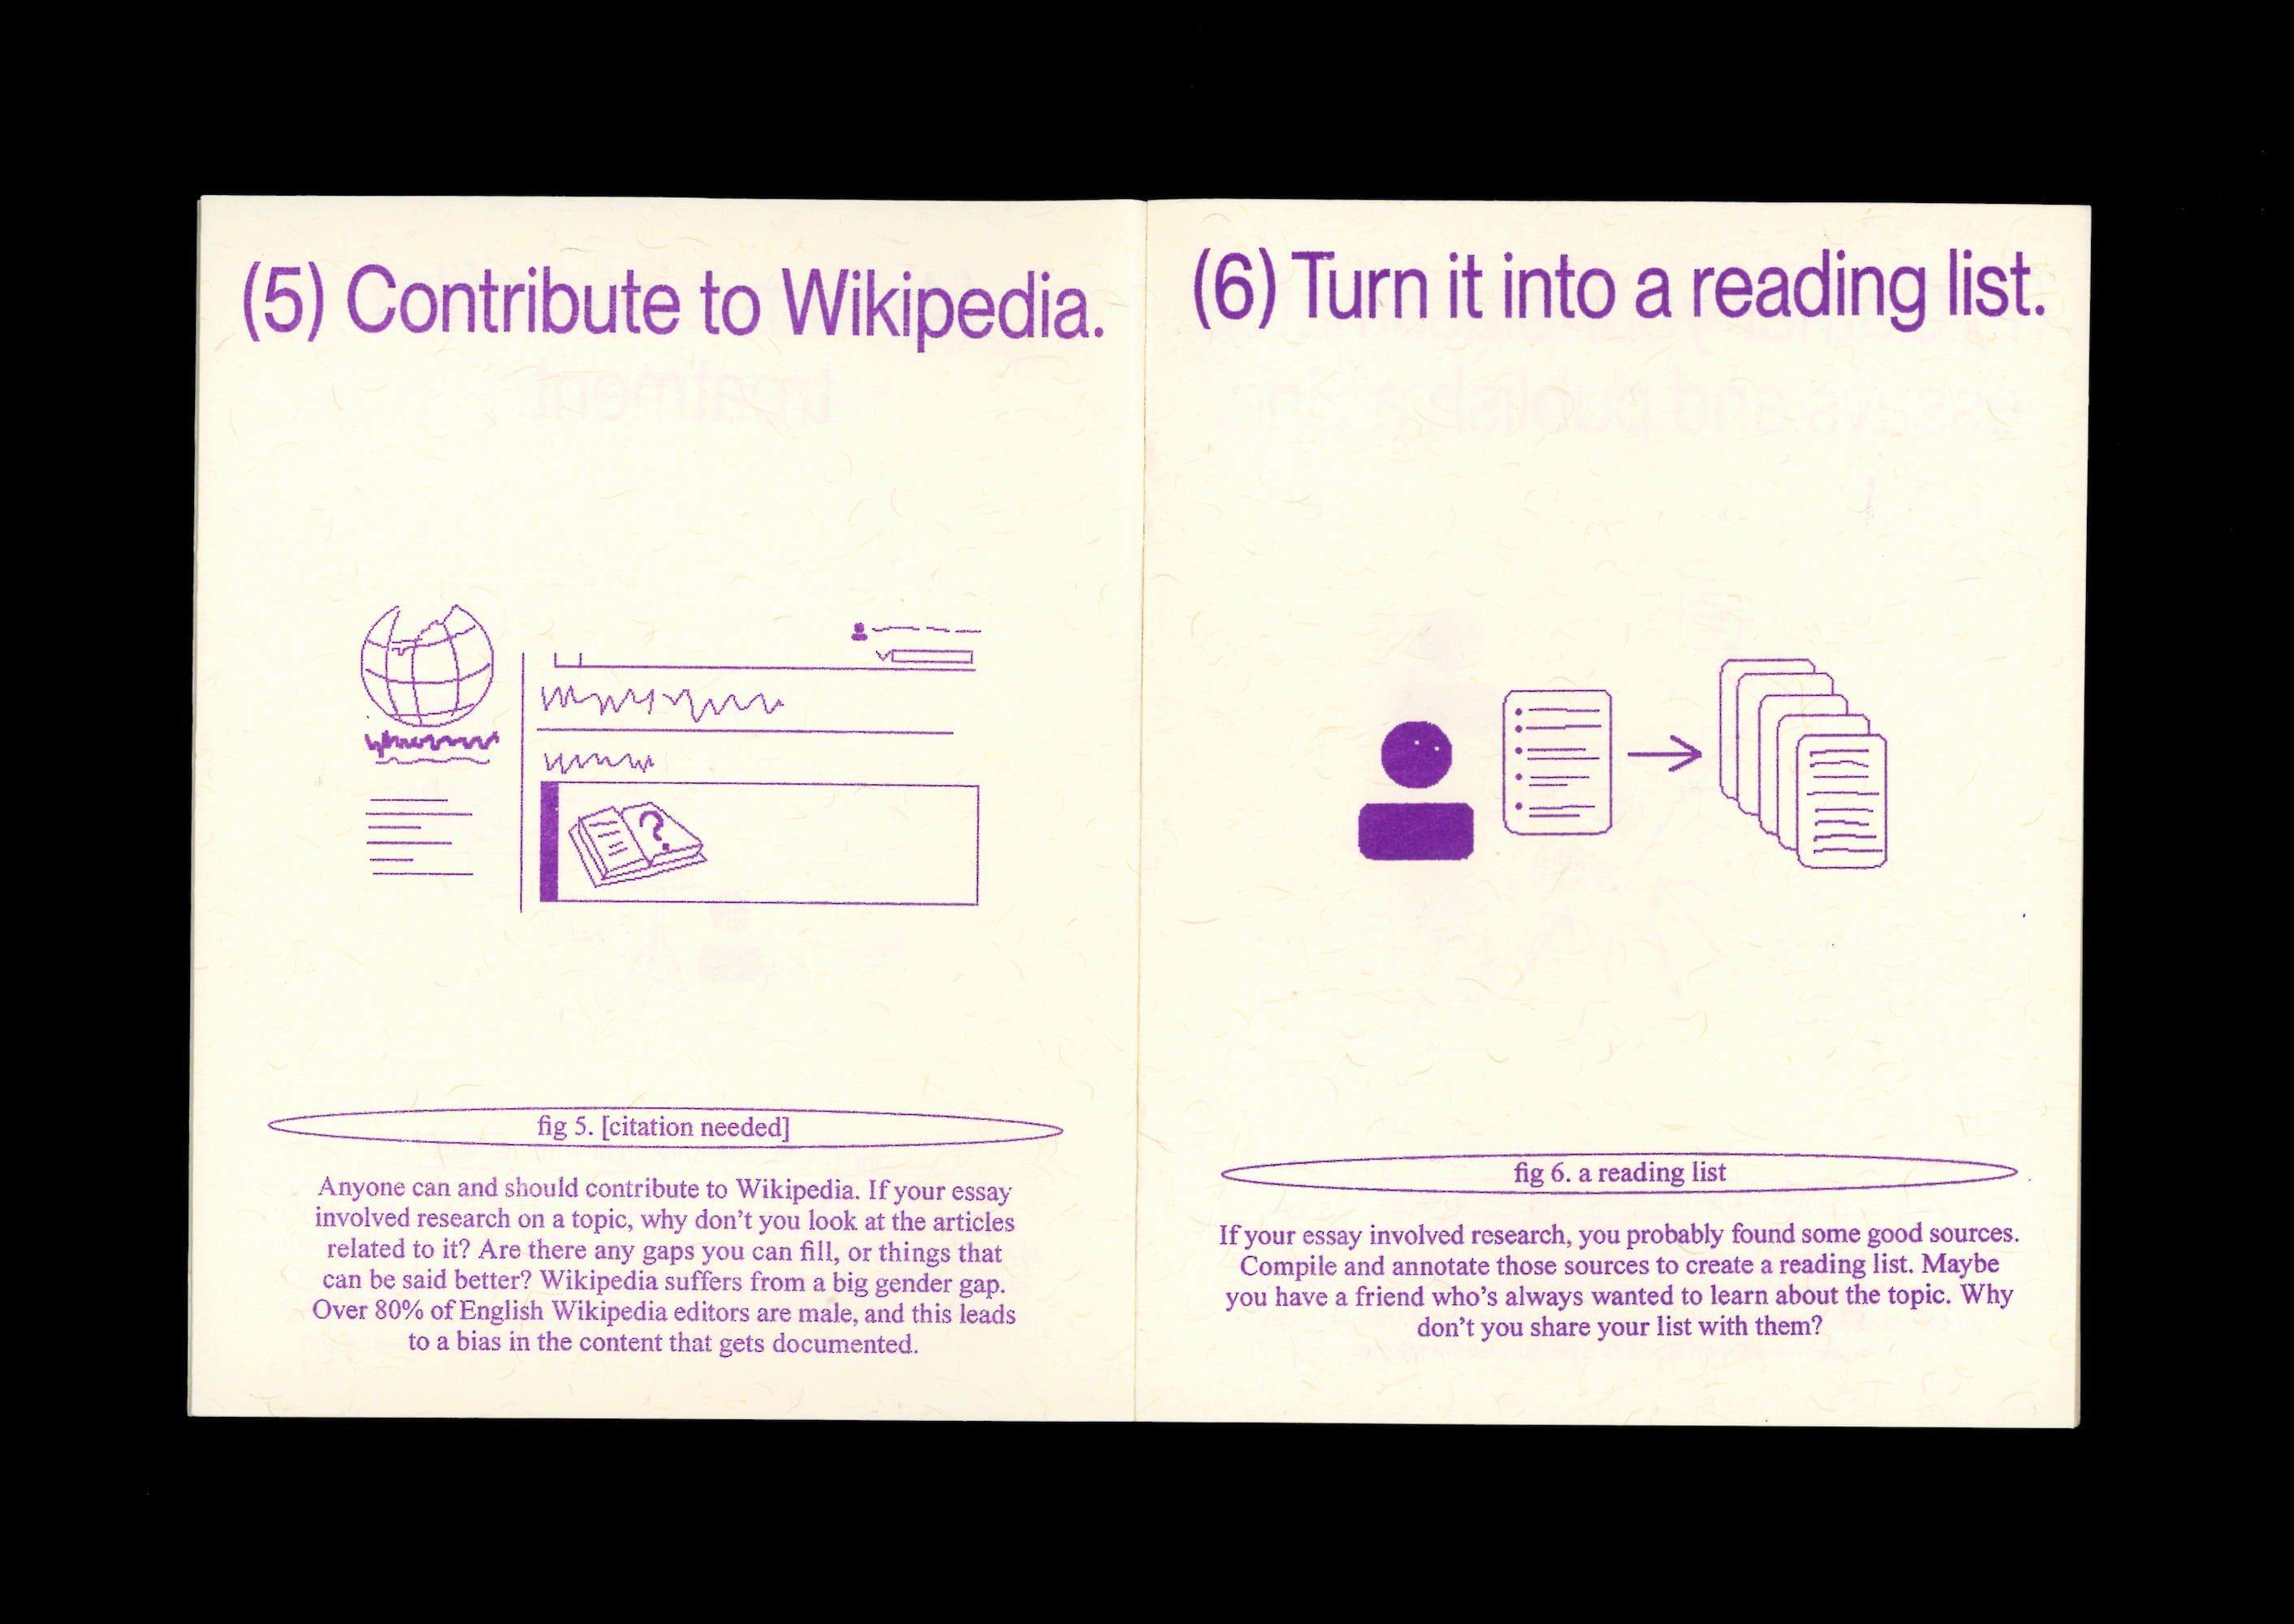 (5) Contribute to Wikipedia.
fig 5. [citation needed]
Anyone can and should contribute to Wikipedia. If your essay
involved research on a topic, why don't you look at the articles
related to it? Are there any gaps you can fill, or things that
can be said better? Wikipedia suffers from a big gender gap.
Over 80% of English Wikipedia editors are male, and this leads
to a bias in the content that gets documented.
(6) Turn it into a reading list.
?
fig 6. a reading list
If your essay involved research, you probably found some good sources.
Compile and annotate those sources to create a reading list. Maybe
you have a friend who's always wanted to learn about the topic. Why
don't you share your list with them?